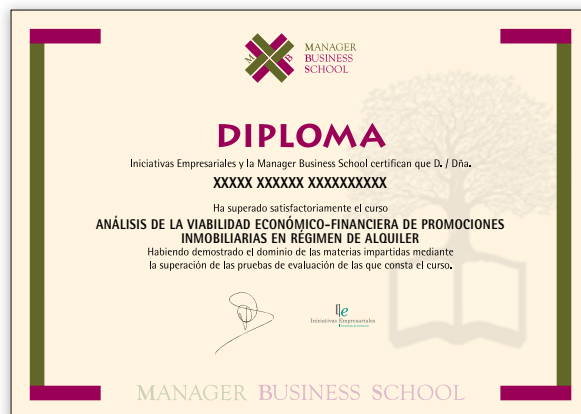 M B
MANAGER
BUSINESS
SCHOOL
DIPLOMA
Iniciativas Empresariales y la Manager Business School certifican que D. / Dña.
XXXXX XXXXXX XXXXXXXXXX
Ha superado satisfactoriamente el curso
ANÁLISIS DE LA VIABILIDAD ECONÓMICO-FINANCIERA DE PROMOCIONES
INMOBILIARIAS EN RÉGIMEN DE ALQUILER
Habiendo demostrado el dominio de las materias impartidas mediante
la superación de las pruebas de evaluación de las que consta el curso.
Ie
Iniciativas Empresariales
MANAGER BUSINESS SCHOOL